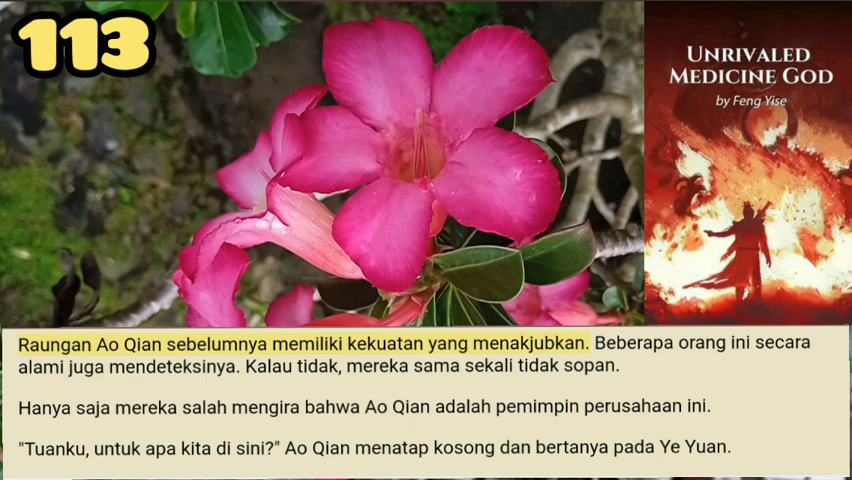 113
UNRIVALED
MEDICINE GOD
by Feng Yise
Raungan Ao Qian sebelumnya memiliki kekuatan yang menakjubkan. Beberapa orang ini secara
alami juga mendeteksinya. Kalau tidak, mereka sama sekali tidak sopan.
Hanya saja mereka salah mengira bahwa Ao Qian adalah pemimpin perusahaan ini.
"Tuanku, untuk apa kita di sini?" Ao Qian menatap kosong dan bertanya pada Ye Yuan.